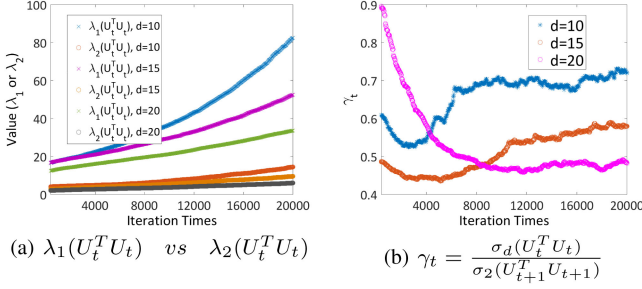 100
80
60
40
20
0
Value (λ₁ or λ₂)
× λ₁(UₜᵀUₜ), d=10
○ λ₂(UₜᵀUₜ), d=10
× λ₁(UₜᵀUₜ), d=15
○ λ₂(UₜᵀUₜ), d=15
× λ₁(UₜᵀUₜ), d=20
○ λ₂(UₜᵀUₜ), d=20
4000 8000 12000 16000 20000
Iteration Times
(a) λ₁(UₜᵀUₜ) vs λ₂(UₜᵀUₜ)
0.9
0.8
0.7
0.6
0.5
0.4
γₜ
d=10
d=15
d=20
4000 8000 12000 16000 20000
Iteration Times
(b) γₜ = σ_d(UₜᵀUₜ) / σ₂(Uₜ₊₁ᵀUₜ₊₁)